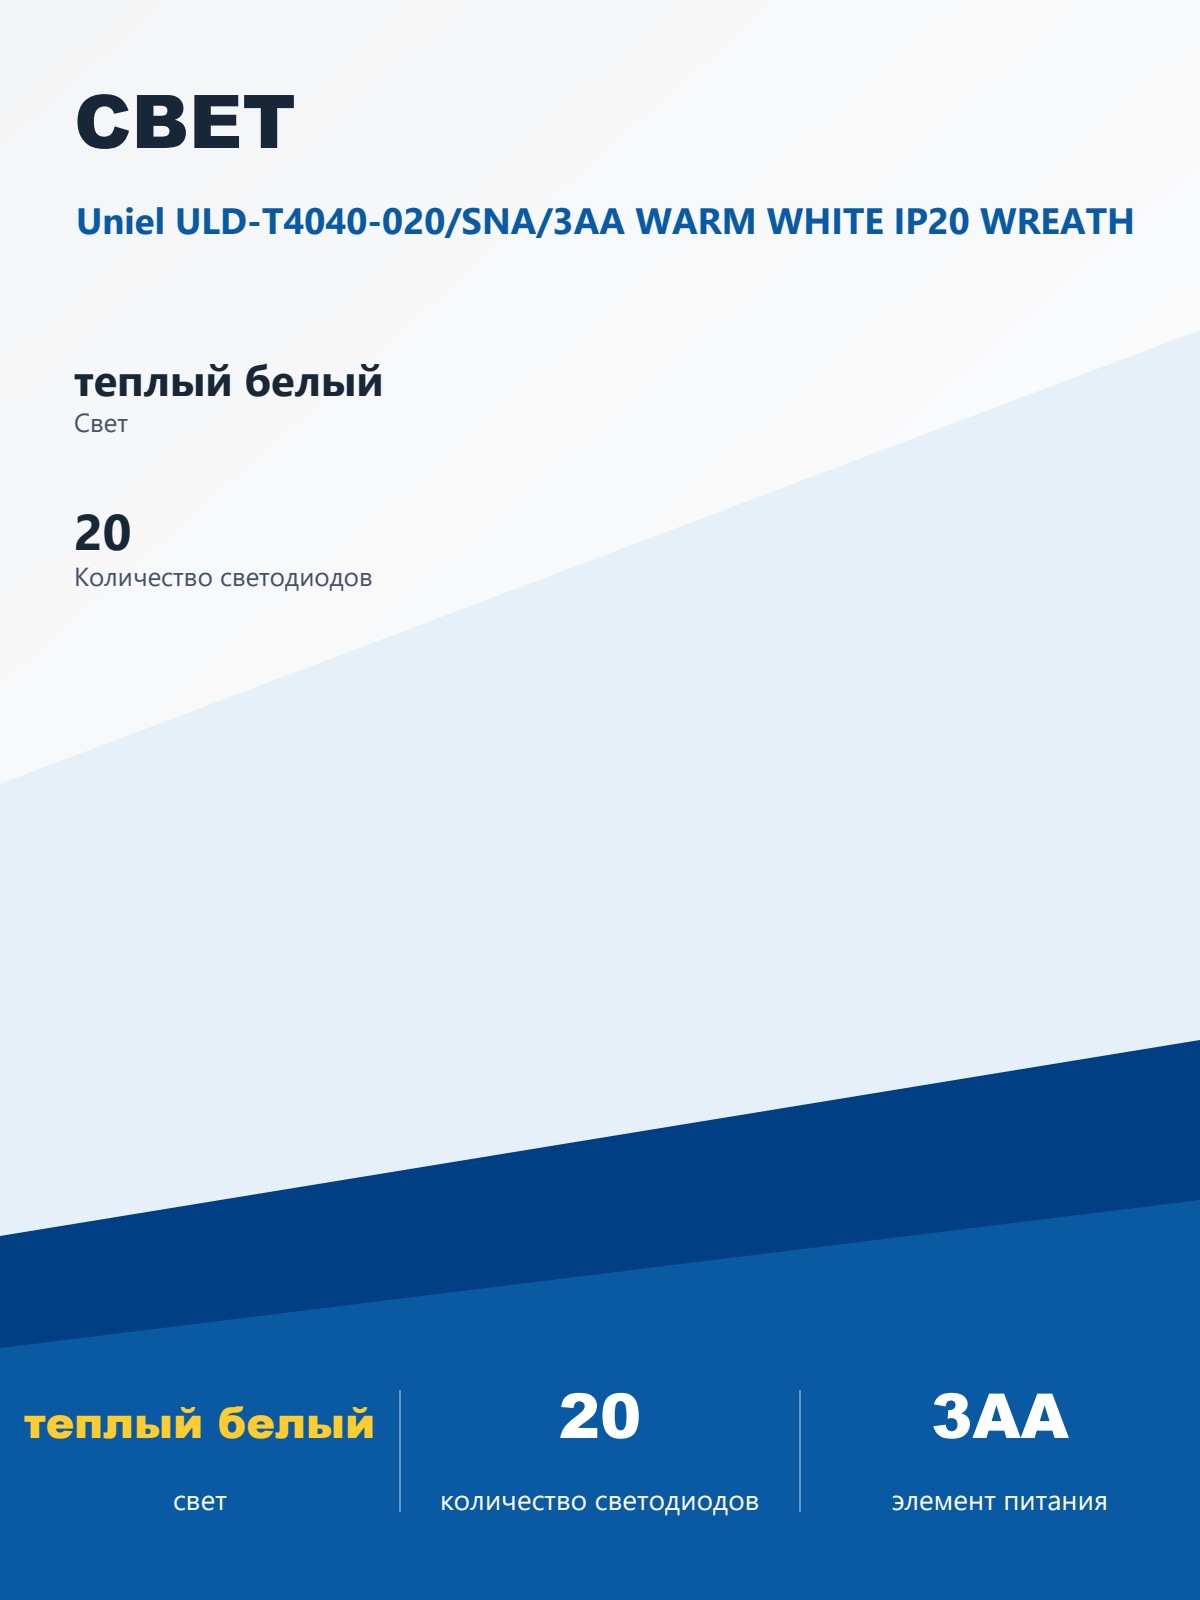 СВЕТ
Uniel ULD-T4040-020/SNA/3AA WARM WHITE IP20 WREATH
теплый белый
Свет
20
Количество светодиодов
теплый белый
свет
20
количество светодиодов
3AA
элемент питания